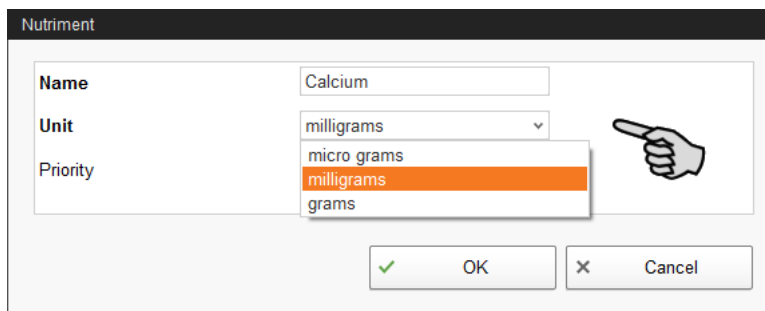 Nutriment
Name Calcium
Unit milligrams
micro grams
Priority
milligrams
grams
OK Cancel